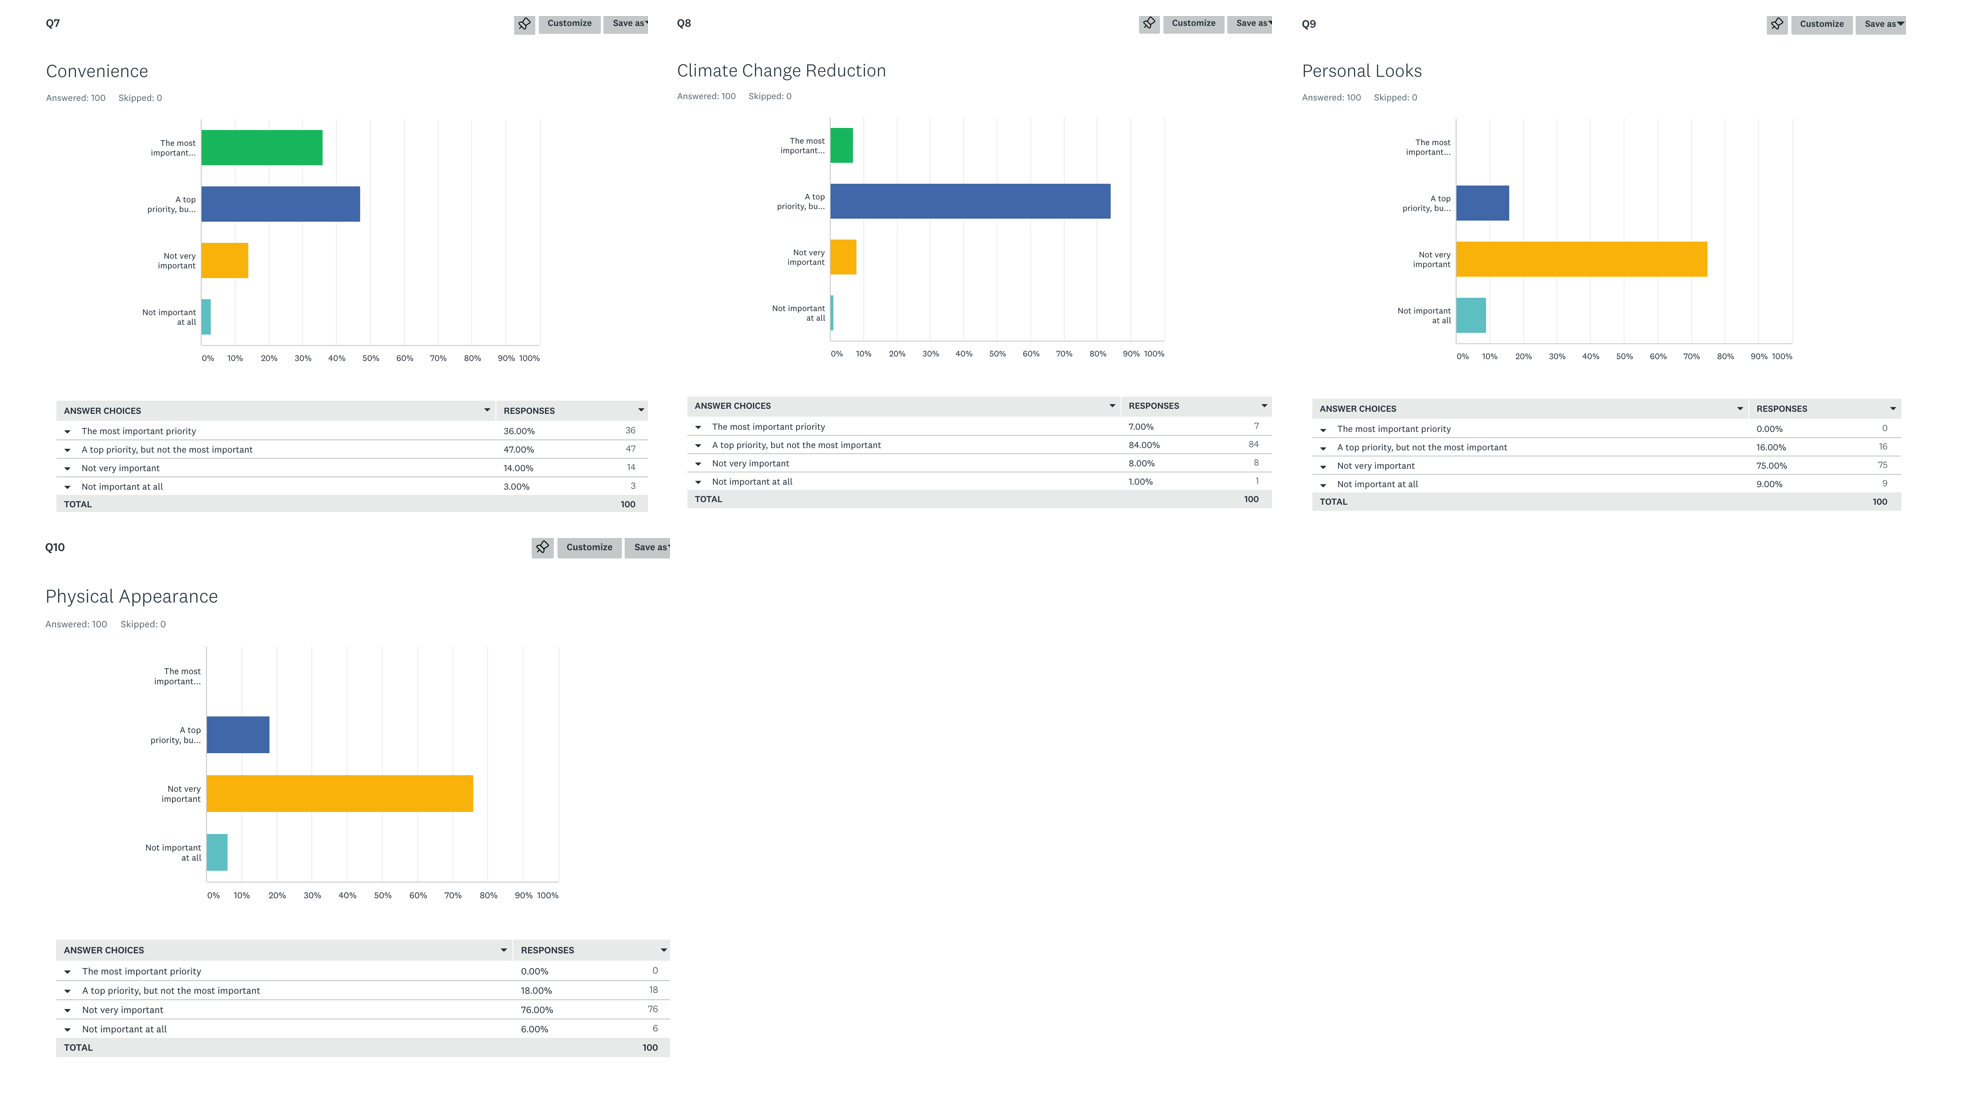 Q7
Customize
Save as
Convenience
Answered: 100 Skipped: 0
The most
important...
A top
priority, bu...
Not very
important
Not important
at all
0% 10% 20% 30% 40% 50% 60% 70% 80% 90% 100%
ANSWER CHOICES RESPONSES
The most important priority 36.00% 36
A top priority, but not the most important 47.00% 47
Not very important 14.00% 14
Not important at all 3.00% 3
TOTAL 100
Q8
Customize
Save as
Climate Change Reduction
Answered: 100 Skipped: 0
The most
important...
A top
priority, bu...
Not very
important
Not important
at all
0% 10% 20% 30% 40% 50% 60% 70% 80% 90% 100%
ANSWER CHOICES RESPONSES
The most important priority 7.00% 7
A top priority, but not the most important 84.00% 84
Not very important 8.00% 8
Not important at all 1.00% 1
TOTAL 100
Q9
Customize
Save as
Personal Looks
Answered: 100 Skipped: 0
The most
important...
A top
priority, bu...
Not very
important
Not important
at all
0% 10% 20% 30% 40% 50% 60% 70% 80% 90% 100%
ANSWER CHOICES RESPONSES
The most important priority 0.00% 0
A top priority, but not the most important 16.00% 16
Not very important 75.00% 75
Not important at all 9.00% 9
TOTAL 100
Q10
Customize
Save as
Physical Appearance
Answered: 100 Skipped: 0
The most
important...
A top
priority, bu...
Not very
important
Not important
at all
0% 10% 20% 30% 40% 50% 60% 70% 80% 90% 100%
ANSWER CHOICES RESPONSES
The most important priority 0.00% 0
A top priority, but not the most important 18.00% 18
Not very important 76.00% 76
Not important at all 6.00% 6
TOTAL 100